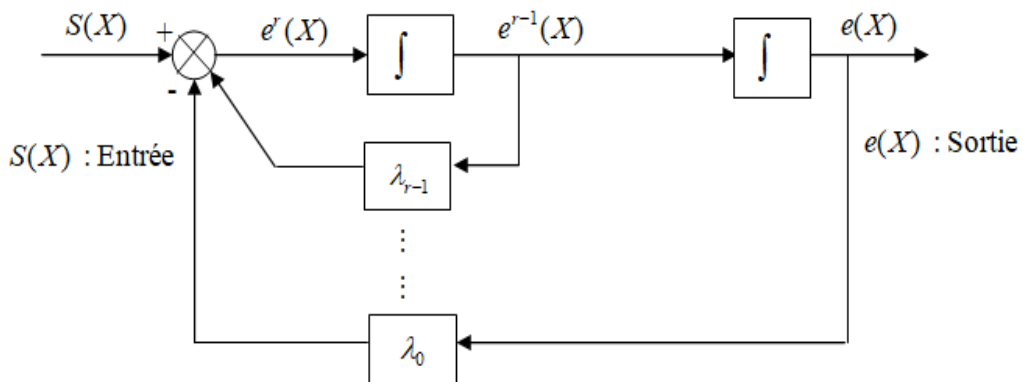 S(X)
+
e^r(X)
∫
e^{r-1}(X)
∫
e(X)
-
S(X) : Entrée
e(X) : Sortie
λ_{r-1}
⋮
⋮
λ_0